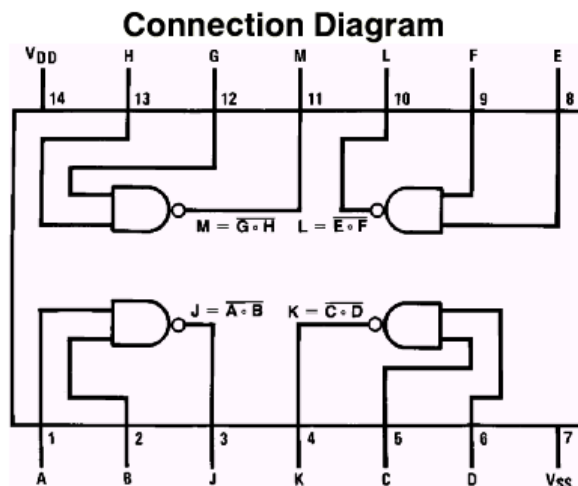 Connection Diagram
VDD H G M L F E
14 13 12 11 10 9 8
M = G∘H L = E∘F
J = A∘B K = C∘D
1 2 3 4 5 6 7
A B J K C D VSS